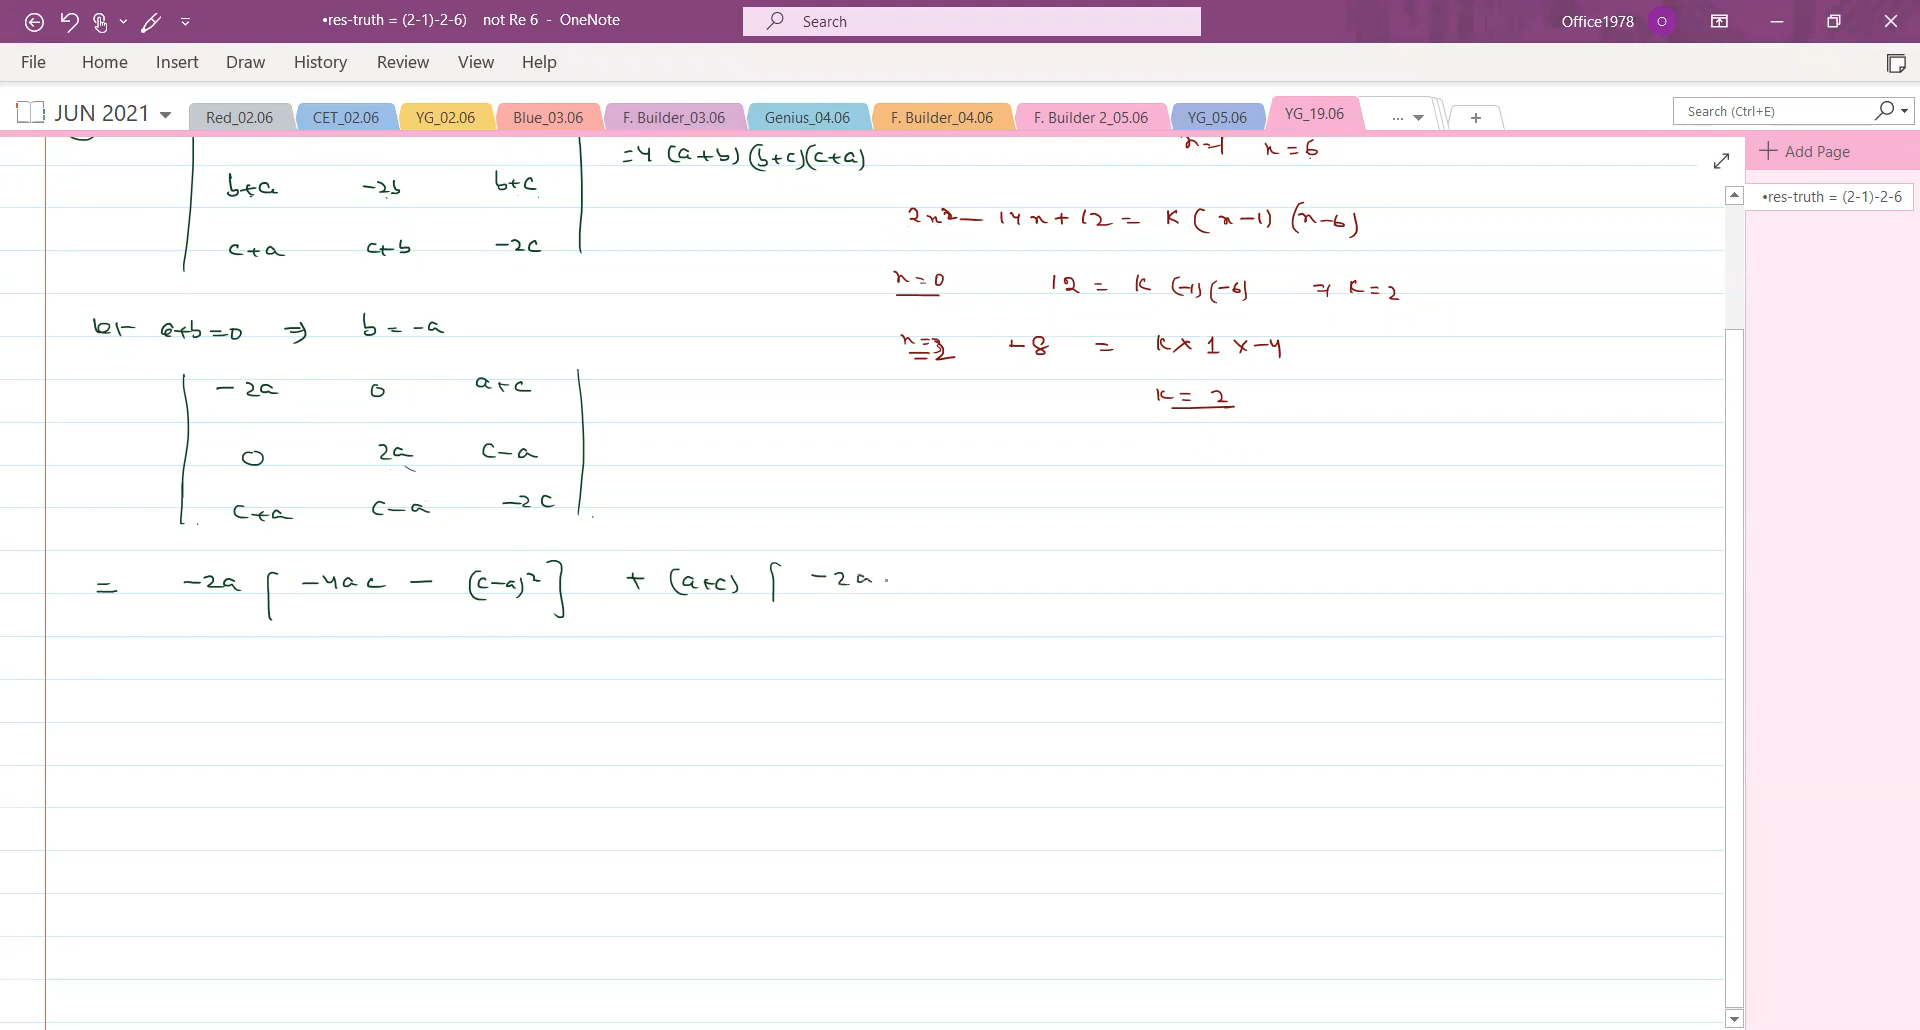 •res-truth = (2-1)-2-6) not Re 6 - OneNote
Search
Office1978
O
File Home Insert Draw History Review View Help
JUN 2021
Red_02.06 CET_02.06 YG_02.06 Blue_03.06 F. Builder_03.06 Genius_04.06 F. Builder_04.06 F. Builder 2_05.06 YG_05.06 YG_19.06 ... +
Search (Ctrl+E)
Add Page
•res-truth = (2-1)-2-6
= 4 (a+b) (b+c)(c+a)
x=1 x=6
b+a -2b b+c
c+a c+b -2c
2x² - 14x + 12 = K (x-1) (x-6)
x=0 12 = K (-1)(-6) ⇒ K = 2
let a+b=0 ⇒ b = -a
x=2 -8 = K × 1 × -4
K = 2
-2a 0 a+c
0 2a c-a
c+a c-a -2c
= -2a [ -4ac - (c-a)² ] + (a+c) [ -2a